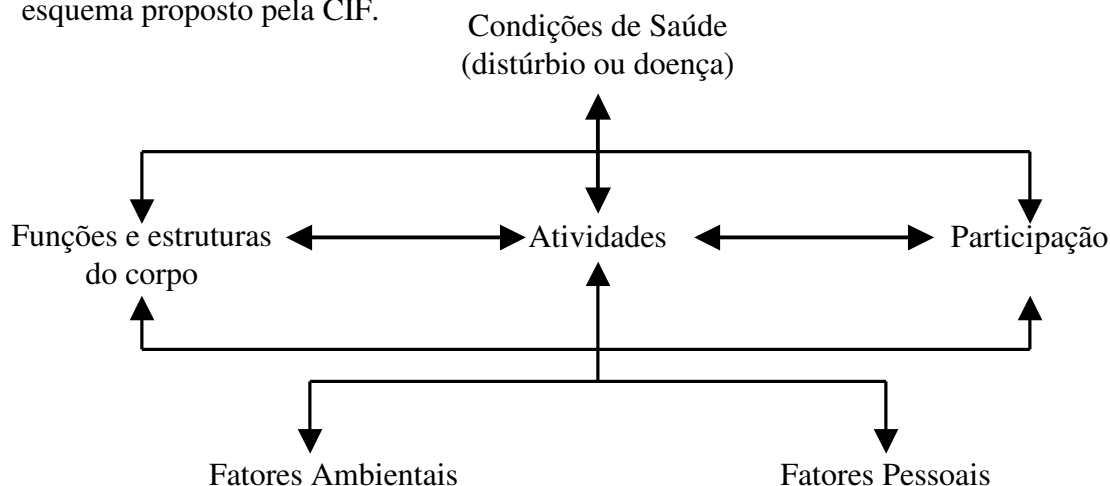 esquema proposto pela CIF.
Condições de Saúde
(distúrbio ou doença)
Funções e estruturas
do corpo
Atividades
Participação
Fatores Ambientais
Fatores Pessoais